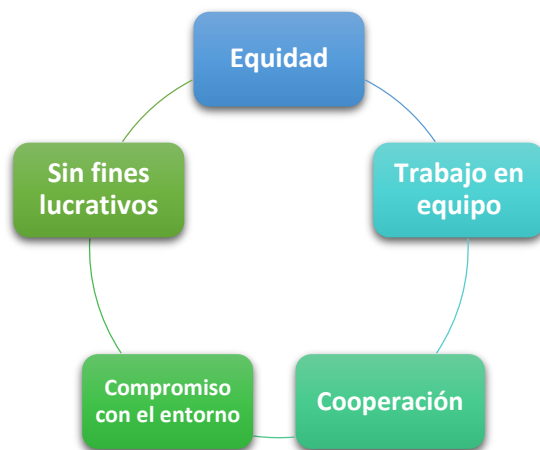 Equidad
Trabajo en
equipo
Cooperación
Compromiso
con el entorno
Sin fines
lucrativos